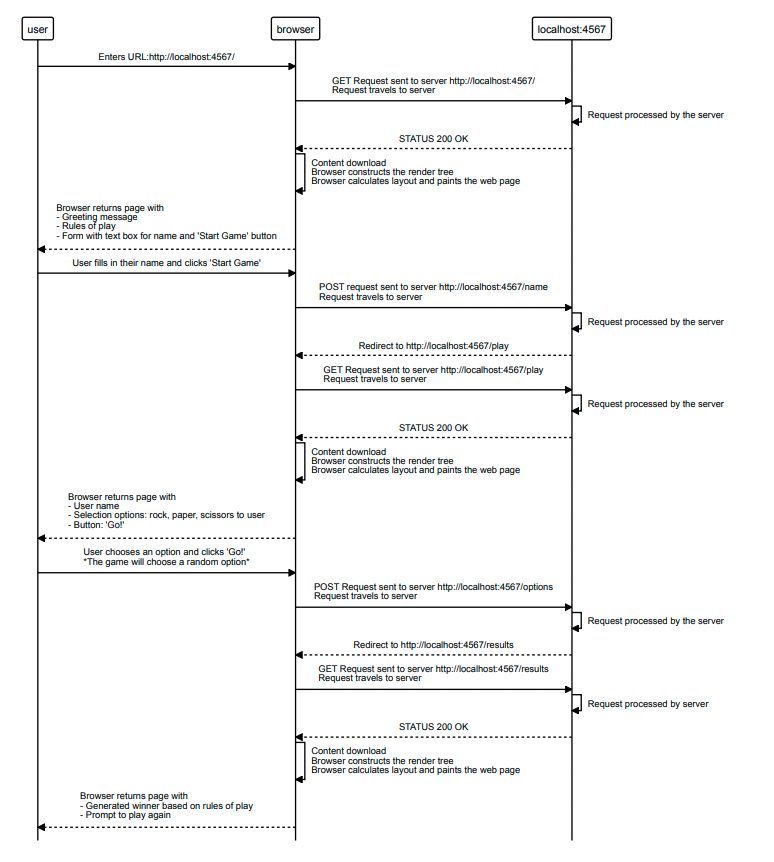 user
browser
localhost:4567
Enters URL:http://localhost:4567/
GET Request sent to server http://localhost:4567/
Request travels to server
Request processed by the server
STATUS 200 OK
Content download
Browser constructs the render tree
Browser calculates layout and paints the web page
Browser returns page with
- Greeting message
- Rules of play
- Form with text box for name and 'Start Game' button
User fills in their name and clicks 'Start Game'
POST request sent to server http://localhost:4567/name
Request travels to server
Request processed by the server
Redirect to http://localhost:4567/play
GET Request sent to server http://localhost:4567/play
Request travels to server
Request processed by the server
STATUS 200 OK
Content download
Browser constructs the render tree
Browser calculates layout and paints the web page
Browser returns page with
- User name
- Selection options: rock, paper, scissors to user
- Button: 'Go!'
User chooses an option and clicks 'Go!'
*The game will choose a random option*
POST Request sent to server http://localhost:4567/options
Request travels to server
Request processed by the server
Redirect to http://localhost:4567/results
GET Request sent to server http://localhost:4567/results
Request travels to server
Request processed by server
STATUS 200 OK
Content download
Browser constructs the render tree
Browser calculates layout and paints the web page
Browser returns page with
- Generated winner based on rules of play
- Prompt to play again